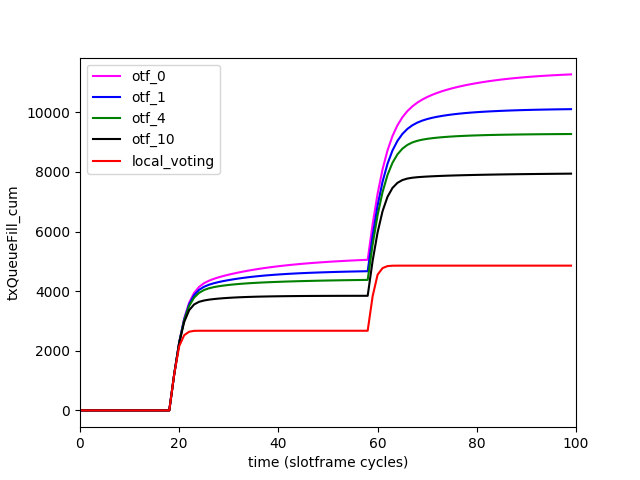 otf_0
otf_1
otf_4
otf_10
local_voting
txQueueFill_cum
10000
8000
6000
4000
2000
0
0 20 40 60 80 100
time (slotframe cycles)